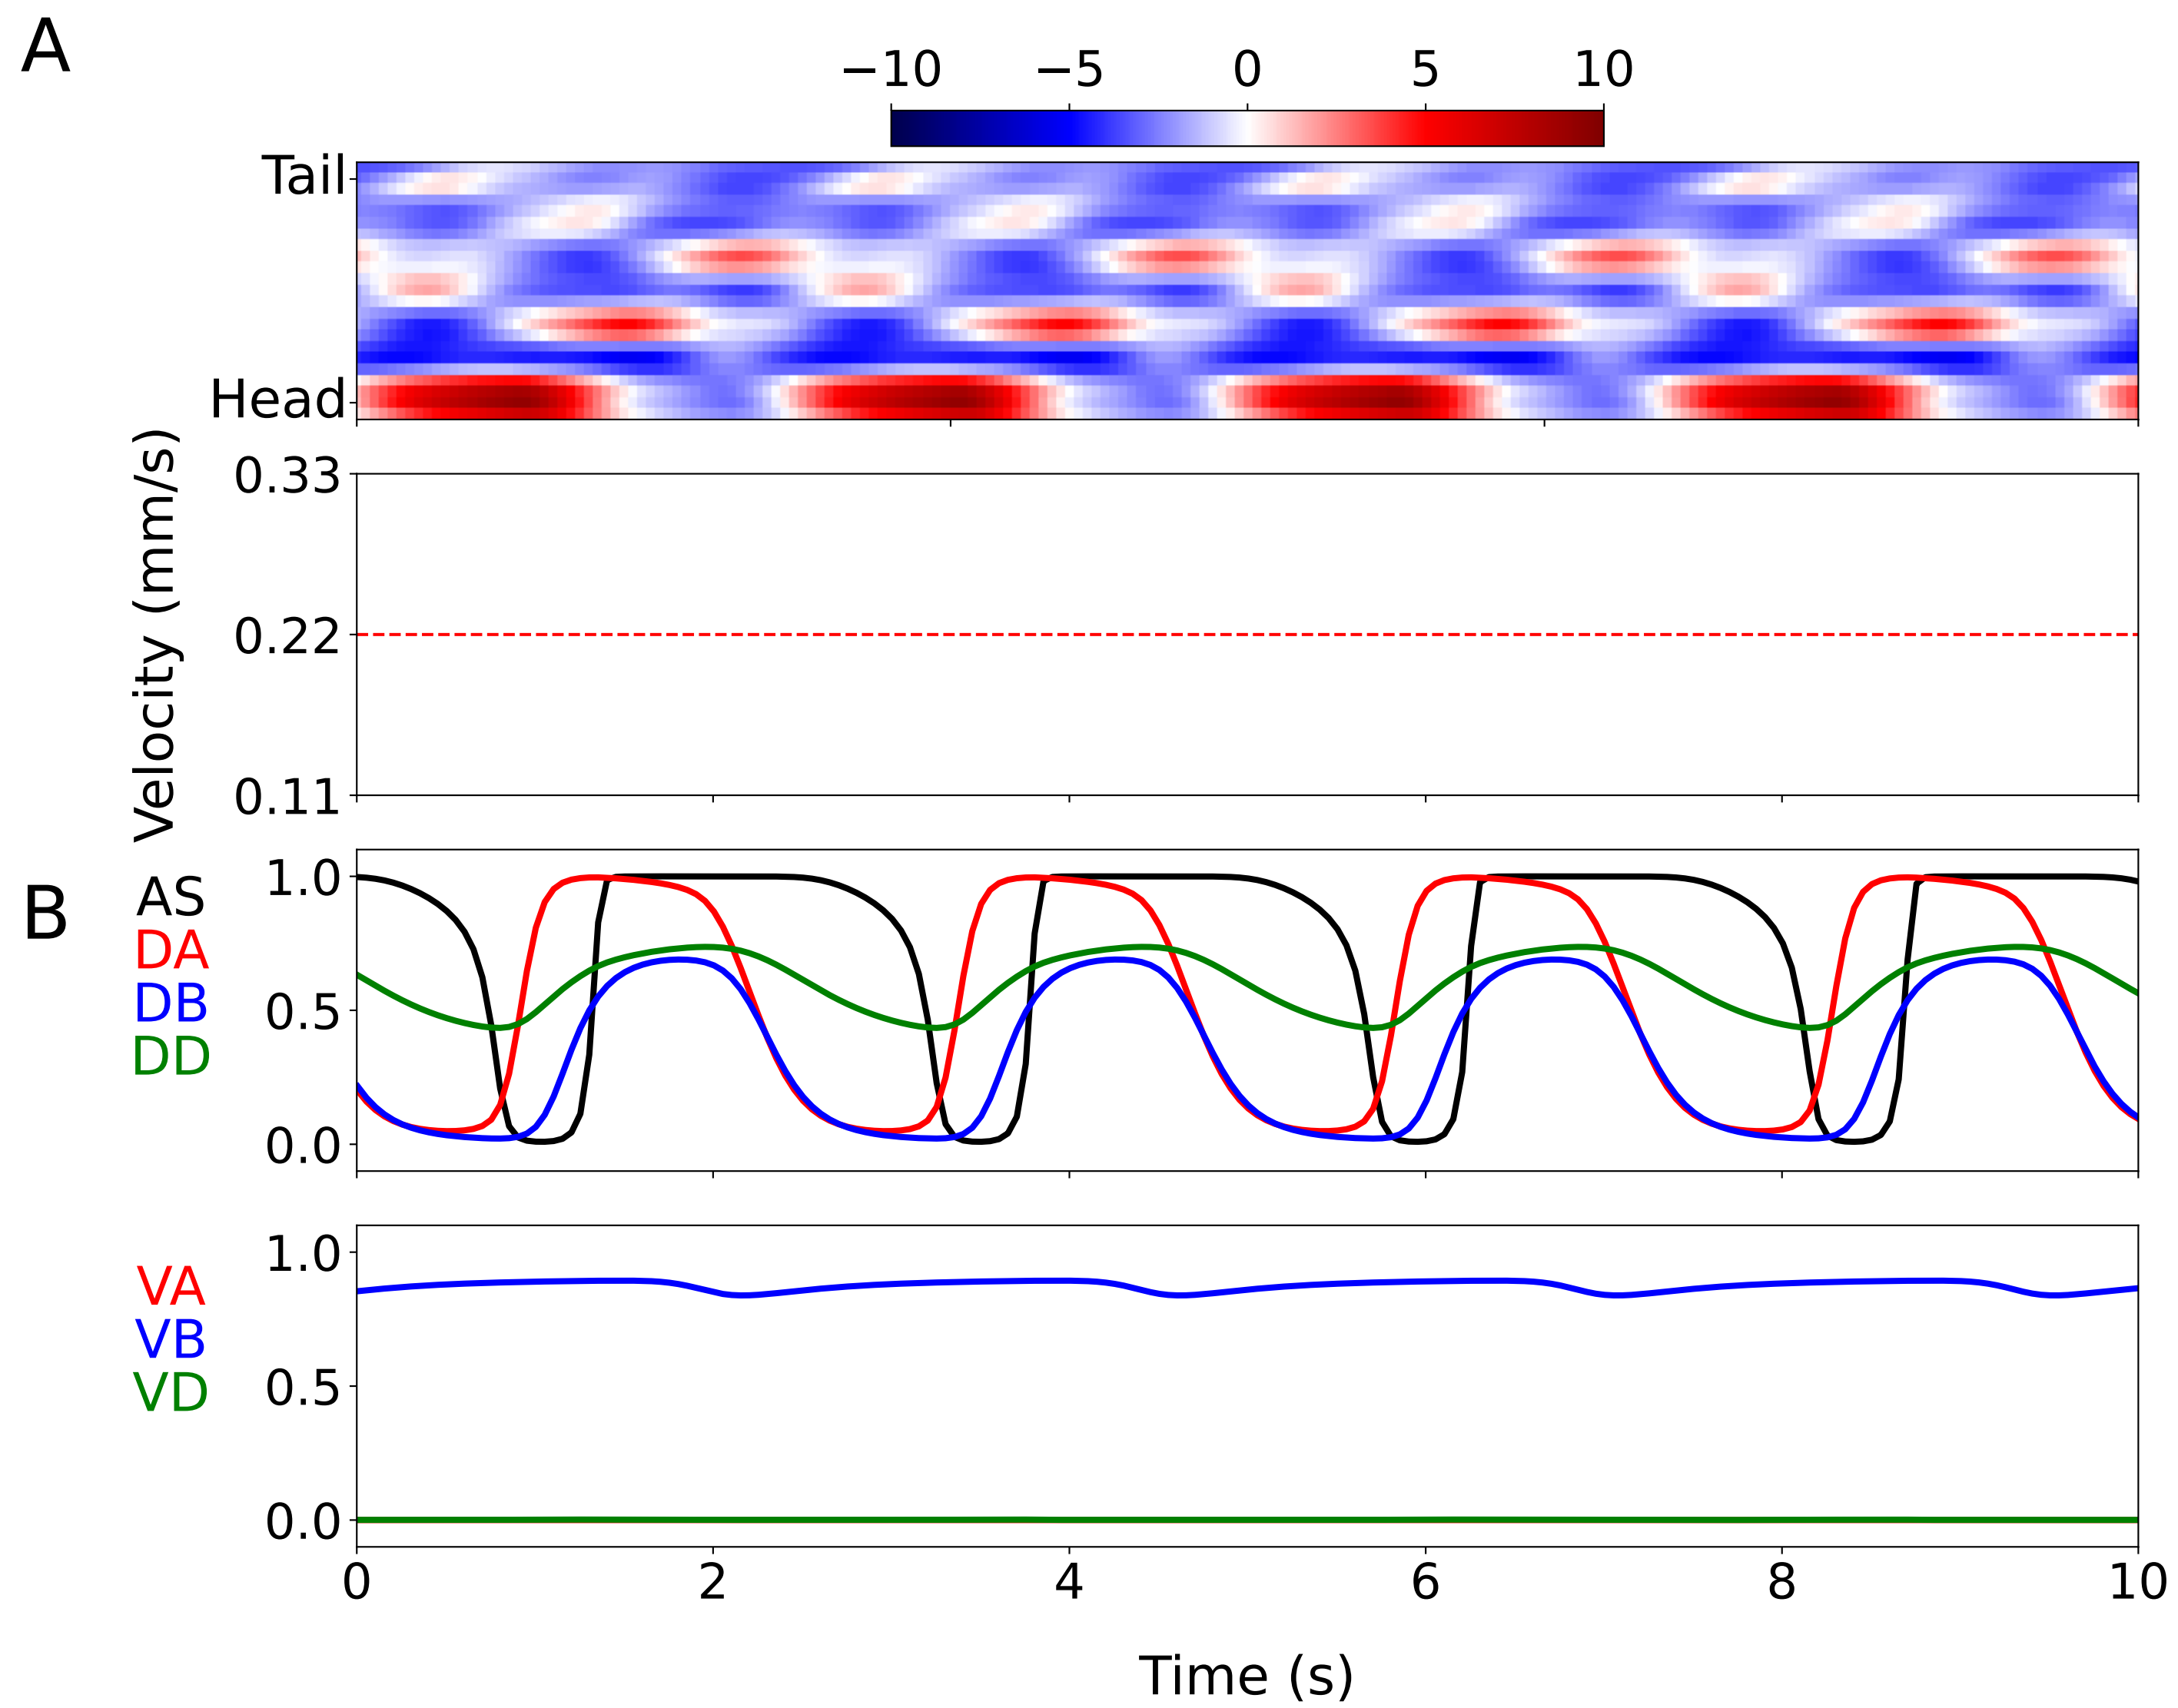 A
−10 −5 0 5 10
Tail
Head
Velocity (mm/s)
0.33
0.22
0.11
B
AS
DA
DB
DD
1.0
0.5
0.0
VA
VB
VD
1.0
0.5
0.0
0 2 4 6 8 10
Time (s)